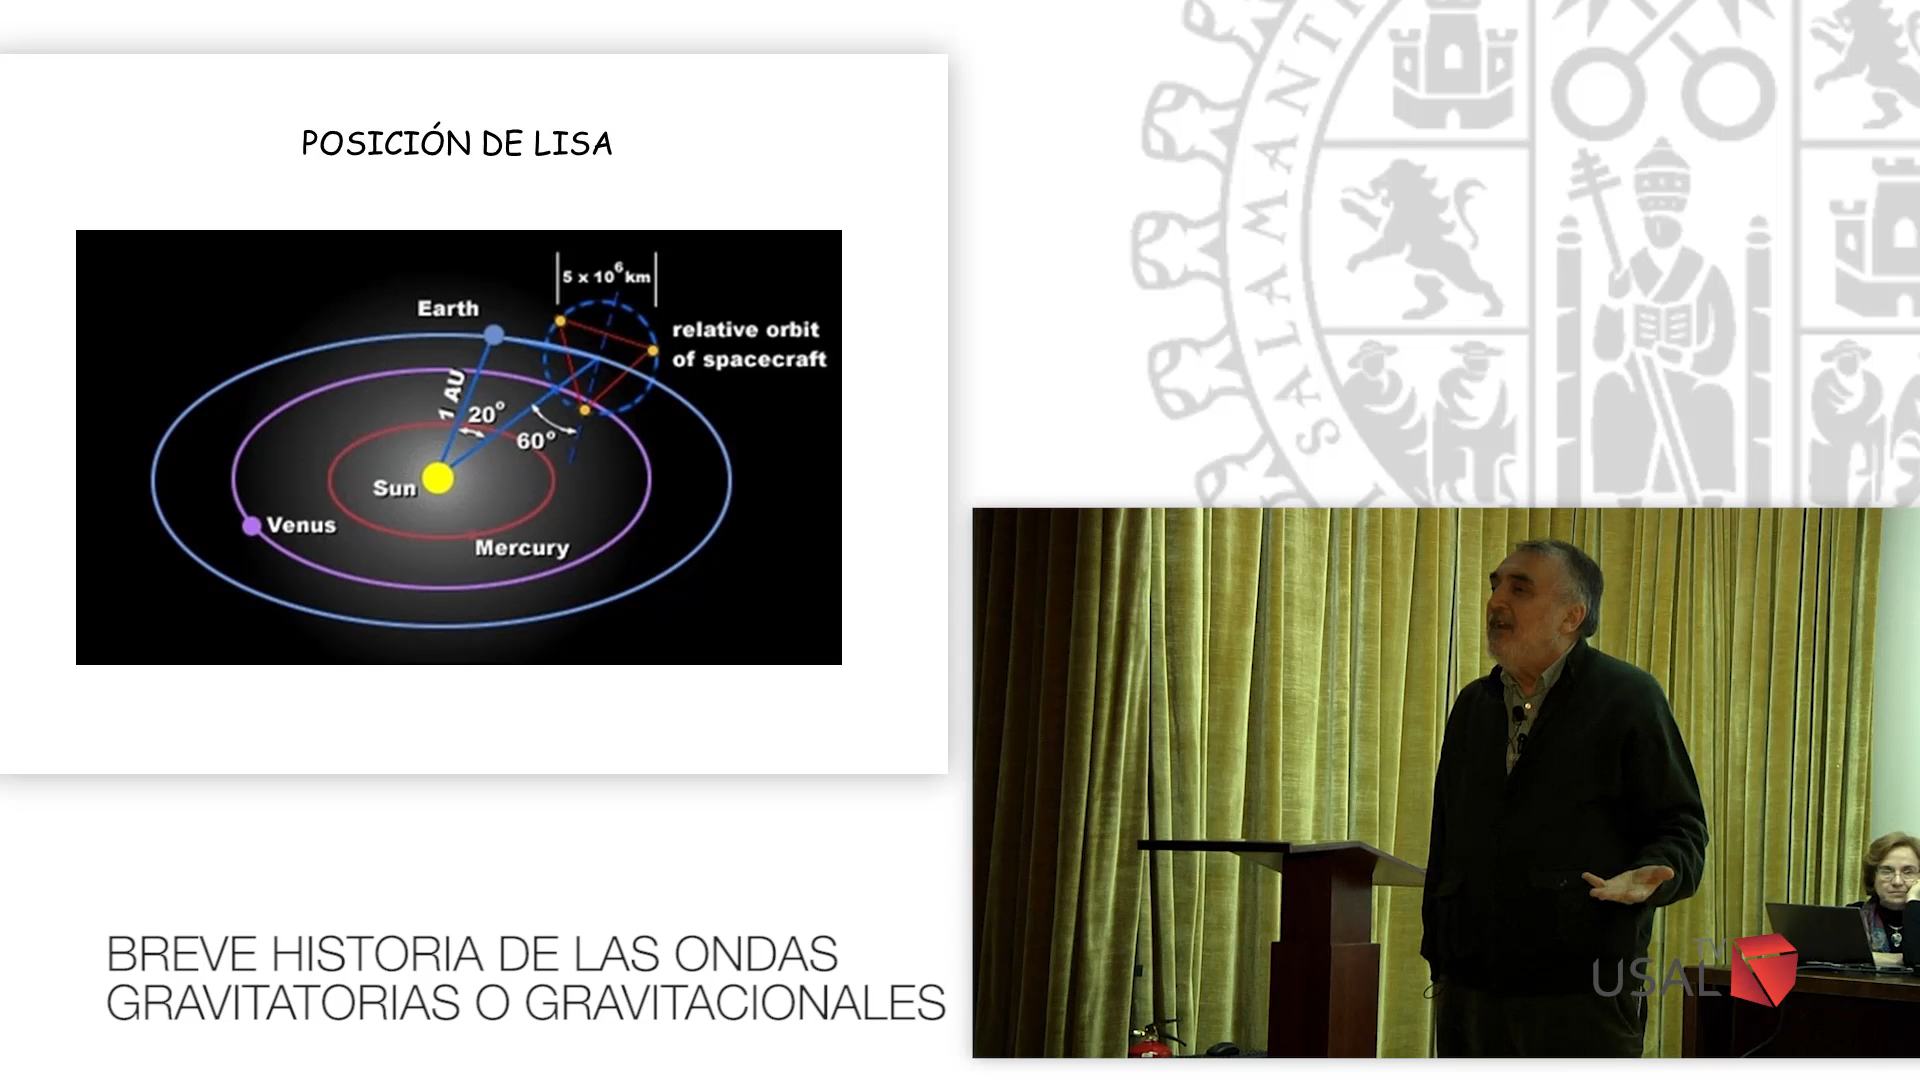 POSICIÓN DE LISA
5 x 10⁶ km
Earth
relative orbit
of spacecraft
1 AU
20°
60°
Sun
Venus
Mercury
BREVE HISTORIA DE LAS ONDAS
GRAVITATORIAS O GRAVITACIONALES
SALAMANT
S
TV
USAL